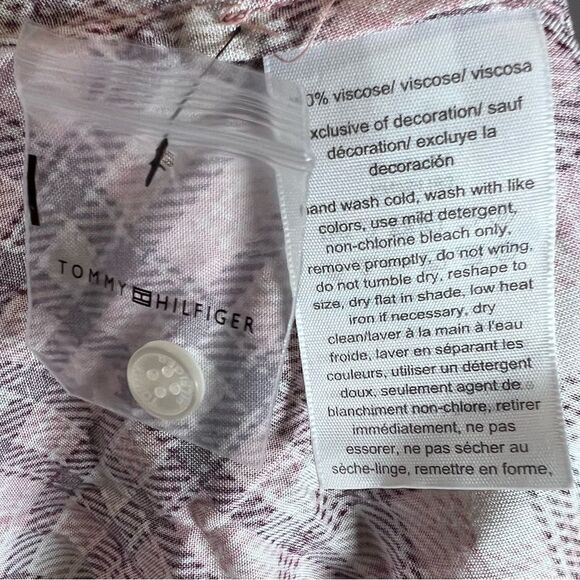 TOMMY HILFIGER
0% viscose/ viscose/ viscosa
xclusive of decoration/ sauf
décoration/ excluye la
decoración
hand wash cold, wash with like
colors, use mild detergent,
non-chlorine bleach only,
remove promptly, do not wring,
do not tumble dry, reshape to
size, dry flat in shade, low heat
iron if necessary, dry
clean/laver à la main à l'eau
froide, laver en séparant les
couleurs, utiliser un détergent
doux, seulement agent de
blanchiment non-chlore, retirer
immédiatement, ne pas
essorer, ne pas sécher au
sèche-linge, remettre en forme,